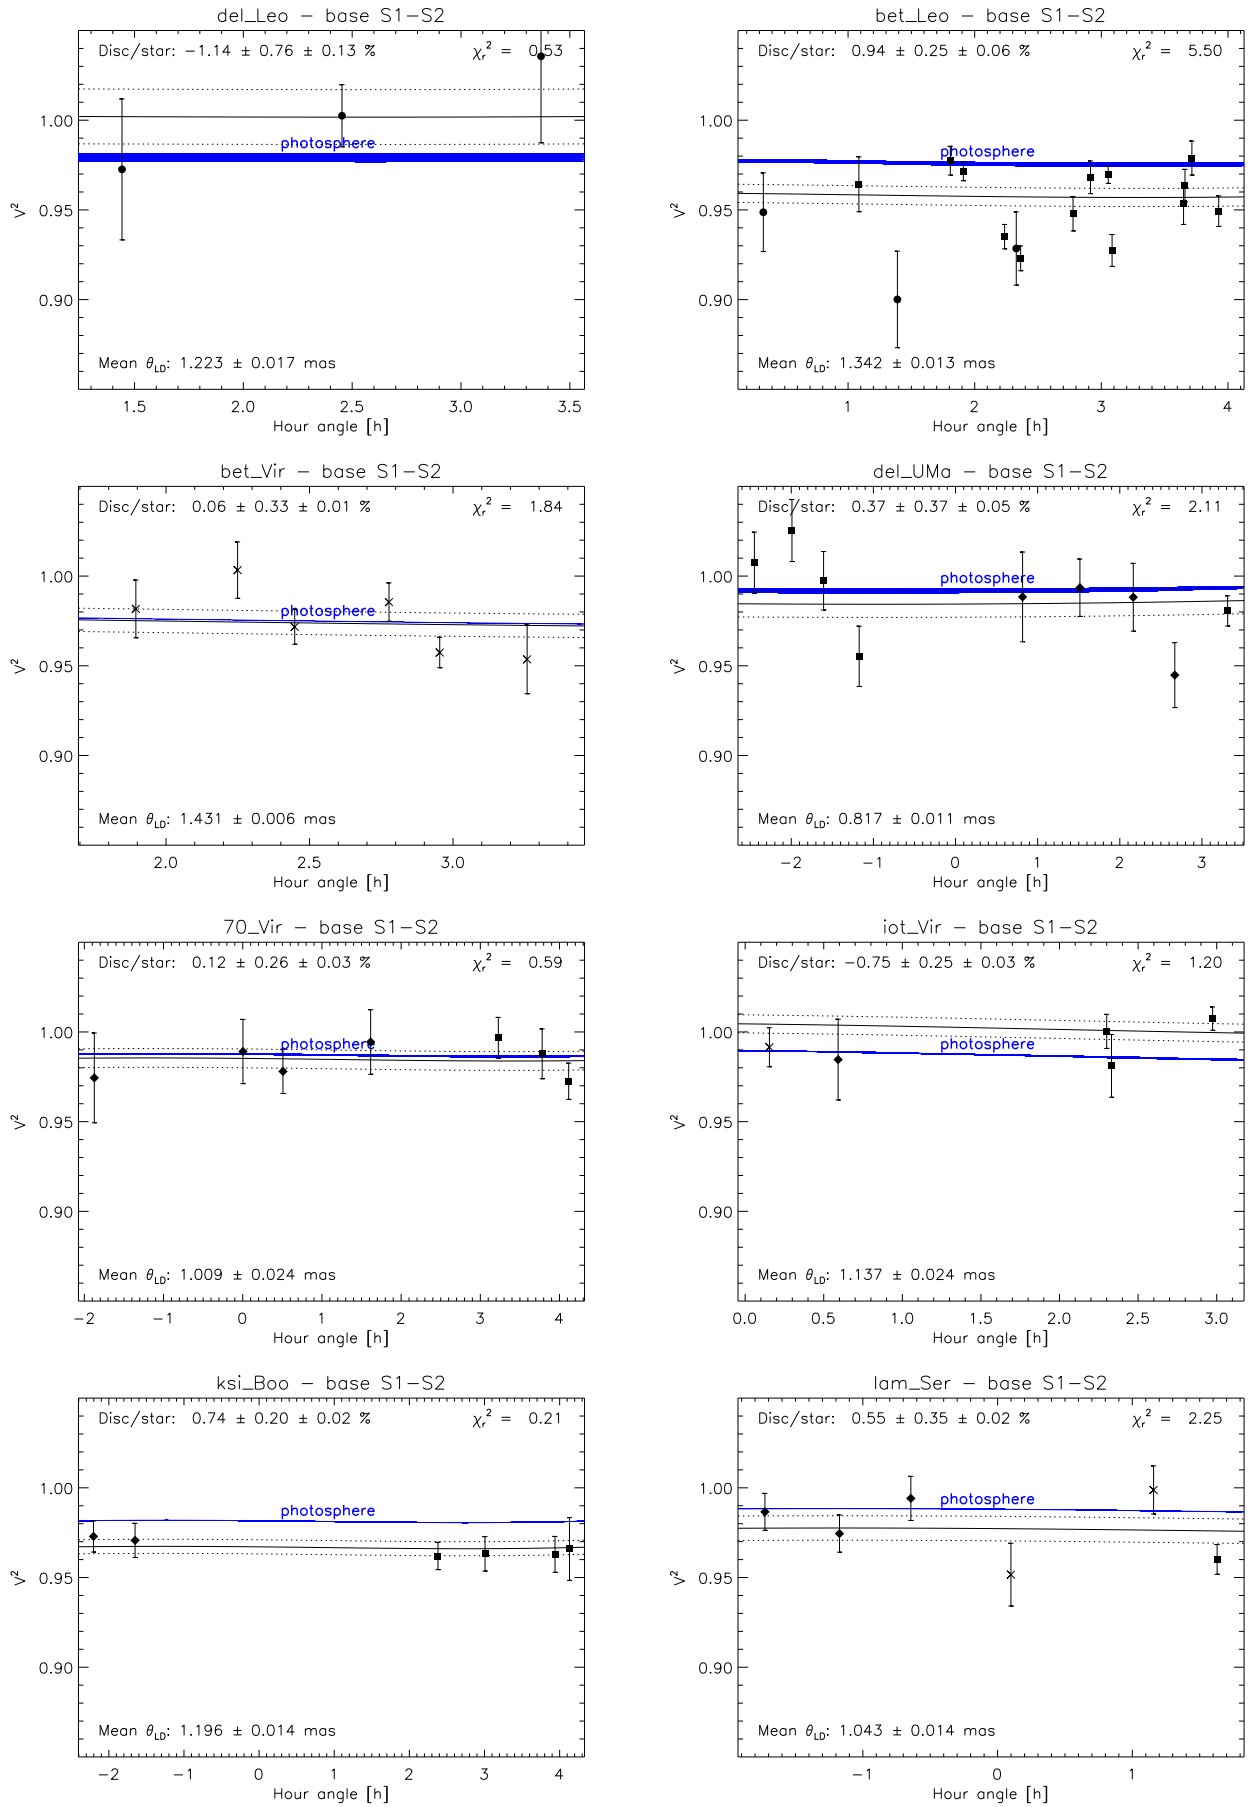 del_Leo – base S1–S2
Disc/star: –1.14 ± 0.76 ± 0.13 %
χr² = 0.53
photosphere
Mean θLD: 1.223 ± 0.017 mas
V²
1.00
0.95
0.90
1.5 2.0 2.5 3.0 3.5
Hour angle [h]
bet_Leo – base S1–S2
Disc/star: 0.94 ± 0.25 ± 0.06 %
χr² = 5.50
photosphere
Mean θLD: 1.342 ± 0.013 mas
V²
1.00
0.95
0.90
1 2 3 4
Hour angle [h]
bet_Vir – base S1–S2
Disc/star: 0.06 ± 0.33 ± 0.01 %
χr² = 1.84
photosphere
Mean θLD: 1.431 ± 0.006 mas
V²
1.00
0.95
0.90
2.0 2.5 3.0
Hour angle [h]
del_UMa – base S1–S2
Disc/star: 0.37 ± 0.37 ± 0.05 %
χr² = 2.11
photosphere
Mean θLD: 0.817 ± 0.011 mas
V²
1.00
0.95
0.90
–2 –1 0 1 2 3
Hour angle [h]
70_Vir – base S1–S2
Disc/star: 0.12 ± 0.26 ± 0.03 %
χr² = 0.59
photosphere
Mean θLD: 1.009 ± 0.024 mas
V²
1.00
0.95
0.90
–2 –1 0 1 2 3 4
Hour angle [h]
iot_Vir – base S1–S2
Disc/star: –0.75 ± 0.25 ± 0.03 %
χr² = 1.20
photosphere
Mean θLD: 1.137 ± 0.024 mas
V²
1.00
0.95
0.90
0.0 0.5 1.0 1.5 2.0 2.5 3.0
Hour angle [h]
ksi_Boo – base S1–S2
Disc/star: 0.74 ± 0.20 ± 0.02 %
χr² = 0.21
photosphere
Mean θLD: 1.196 ± 0.014 mas
V²
1.00
0.95
0.90
–2 –1 0 1 2 3 4
Hour angle [h]
lam_Ser – base S1–S2
Disc/star: 0.55 ± 0.35 ± 0.02 %
χr² = 2.25
photosphere
Mean θLD: 1.043 ± 0.014 mas
V²
1.00
0.95
0.90
–1 0 1
Hour angle [h]